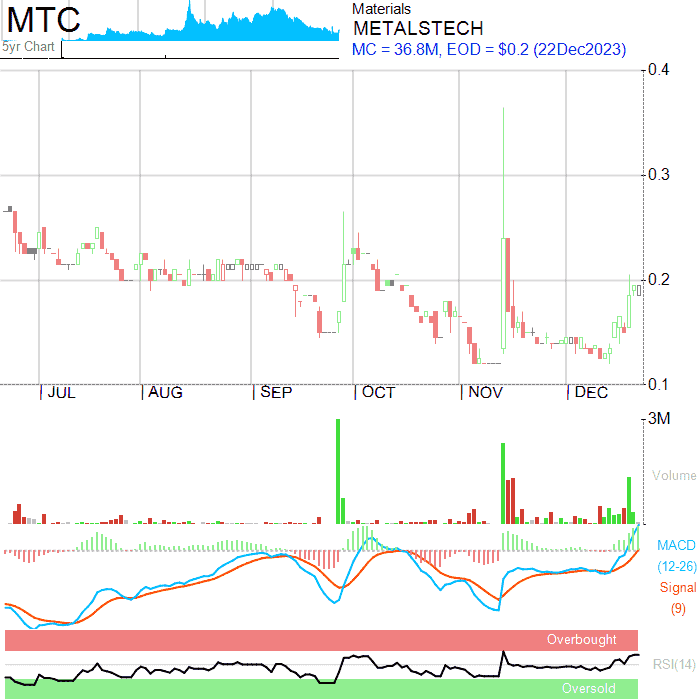 MTC
5yr Chart
Materials
METALSTECH
MC = 36.8M, EOD = $0.2 (22Dec2023)
0.4
0.3
0.2
0.1
JUL AUG SEP OCT NOV DEC
3M
Volume
MACD
(12-26)
Signal
(9)
Overbought
RSI(14)
Oversold